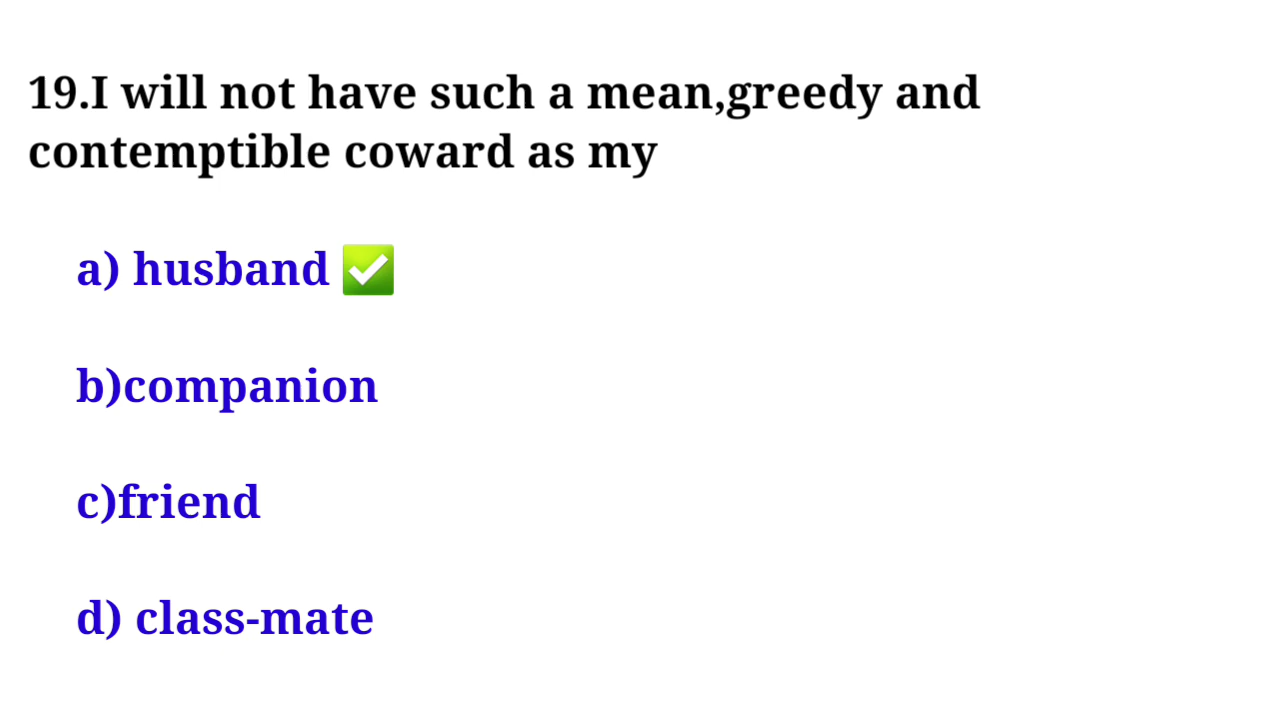 19.I will not have such a mean,greedy and
contemptible coward as my
a) husband ✅
b)companion
c)friend
d) class-mate